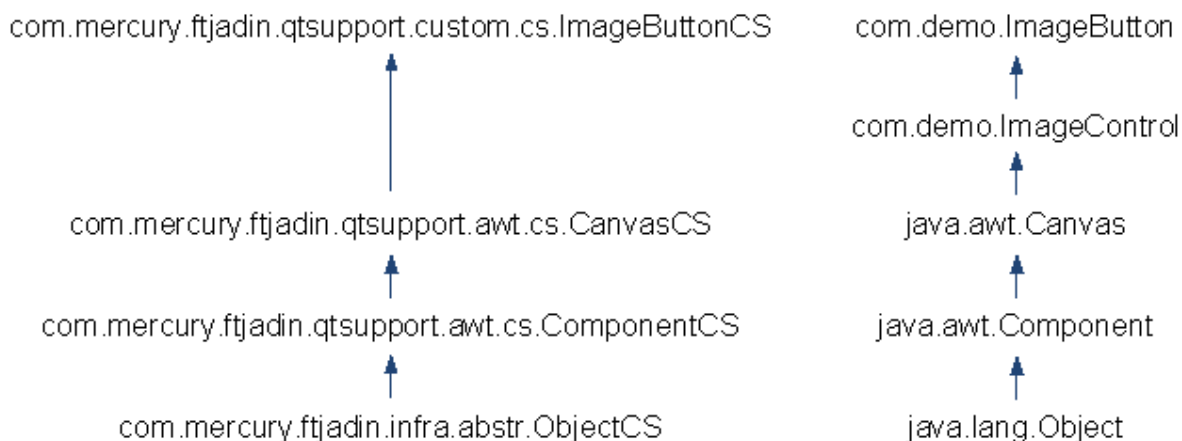 com.mercury.ftjadin.qtsupport.custom.cs.ImageButtonCS com.demo.ImageButton
com.demo.ImageControl
com.mercury.ftjadin.qtsupport.awt.cs.CanvasCS java.awt.Canvas
com.mercury.ftjadin.qtsupport.awt.cs.ComponentCS java.awt.Component
com.mercury.ftjadin.infra.abstr.ObjectCS java.lang.Object